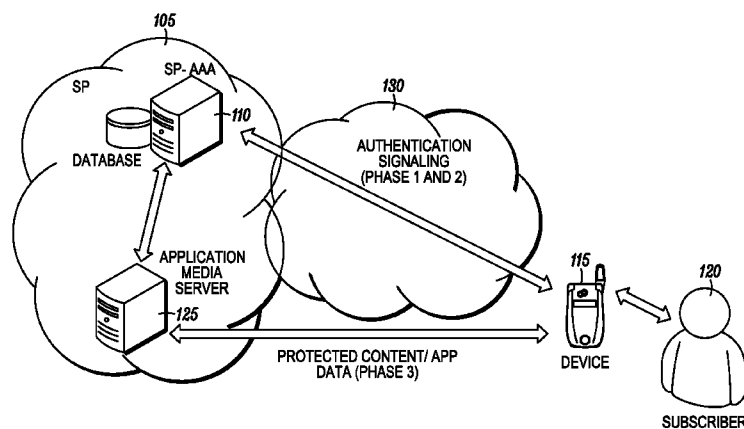 105
SP
SP- AAA
110
DATABASE
130
AUTHENTICATION
SIGNALING
(PHASE 1 AND 2)
APPLICATION
MEDIA
SERVER
125
115
120
PROTECTED CONTENT/ APP
DATA (PHASE 3)
DEVICE
SUBSCRIBER